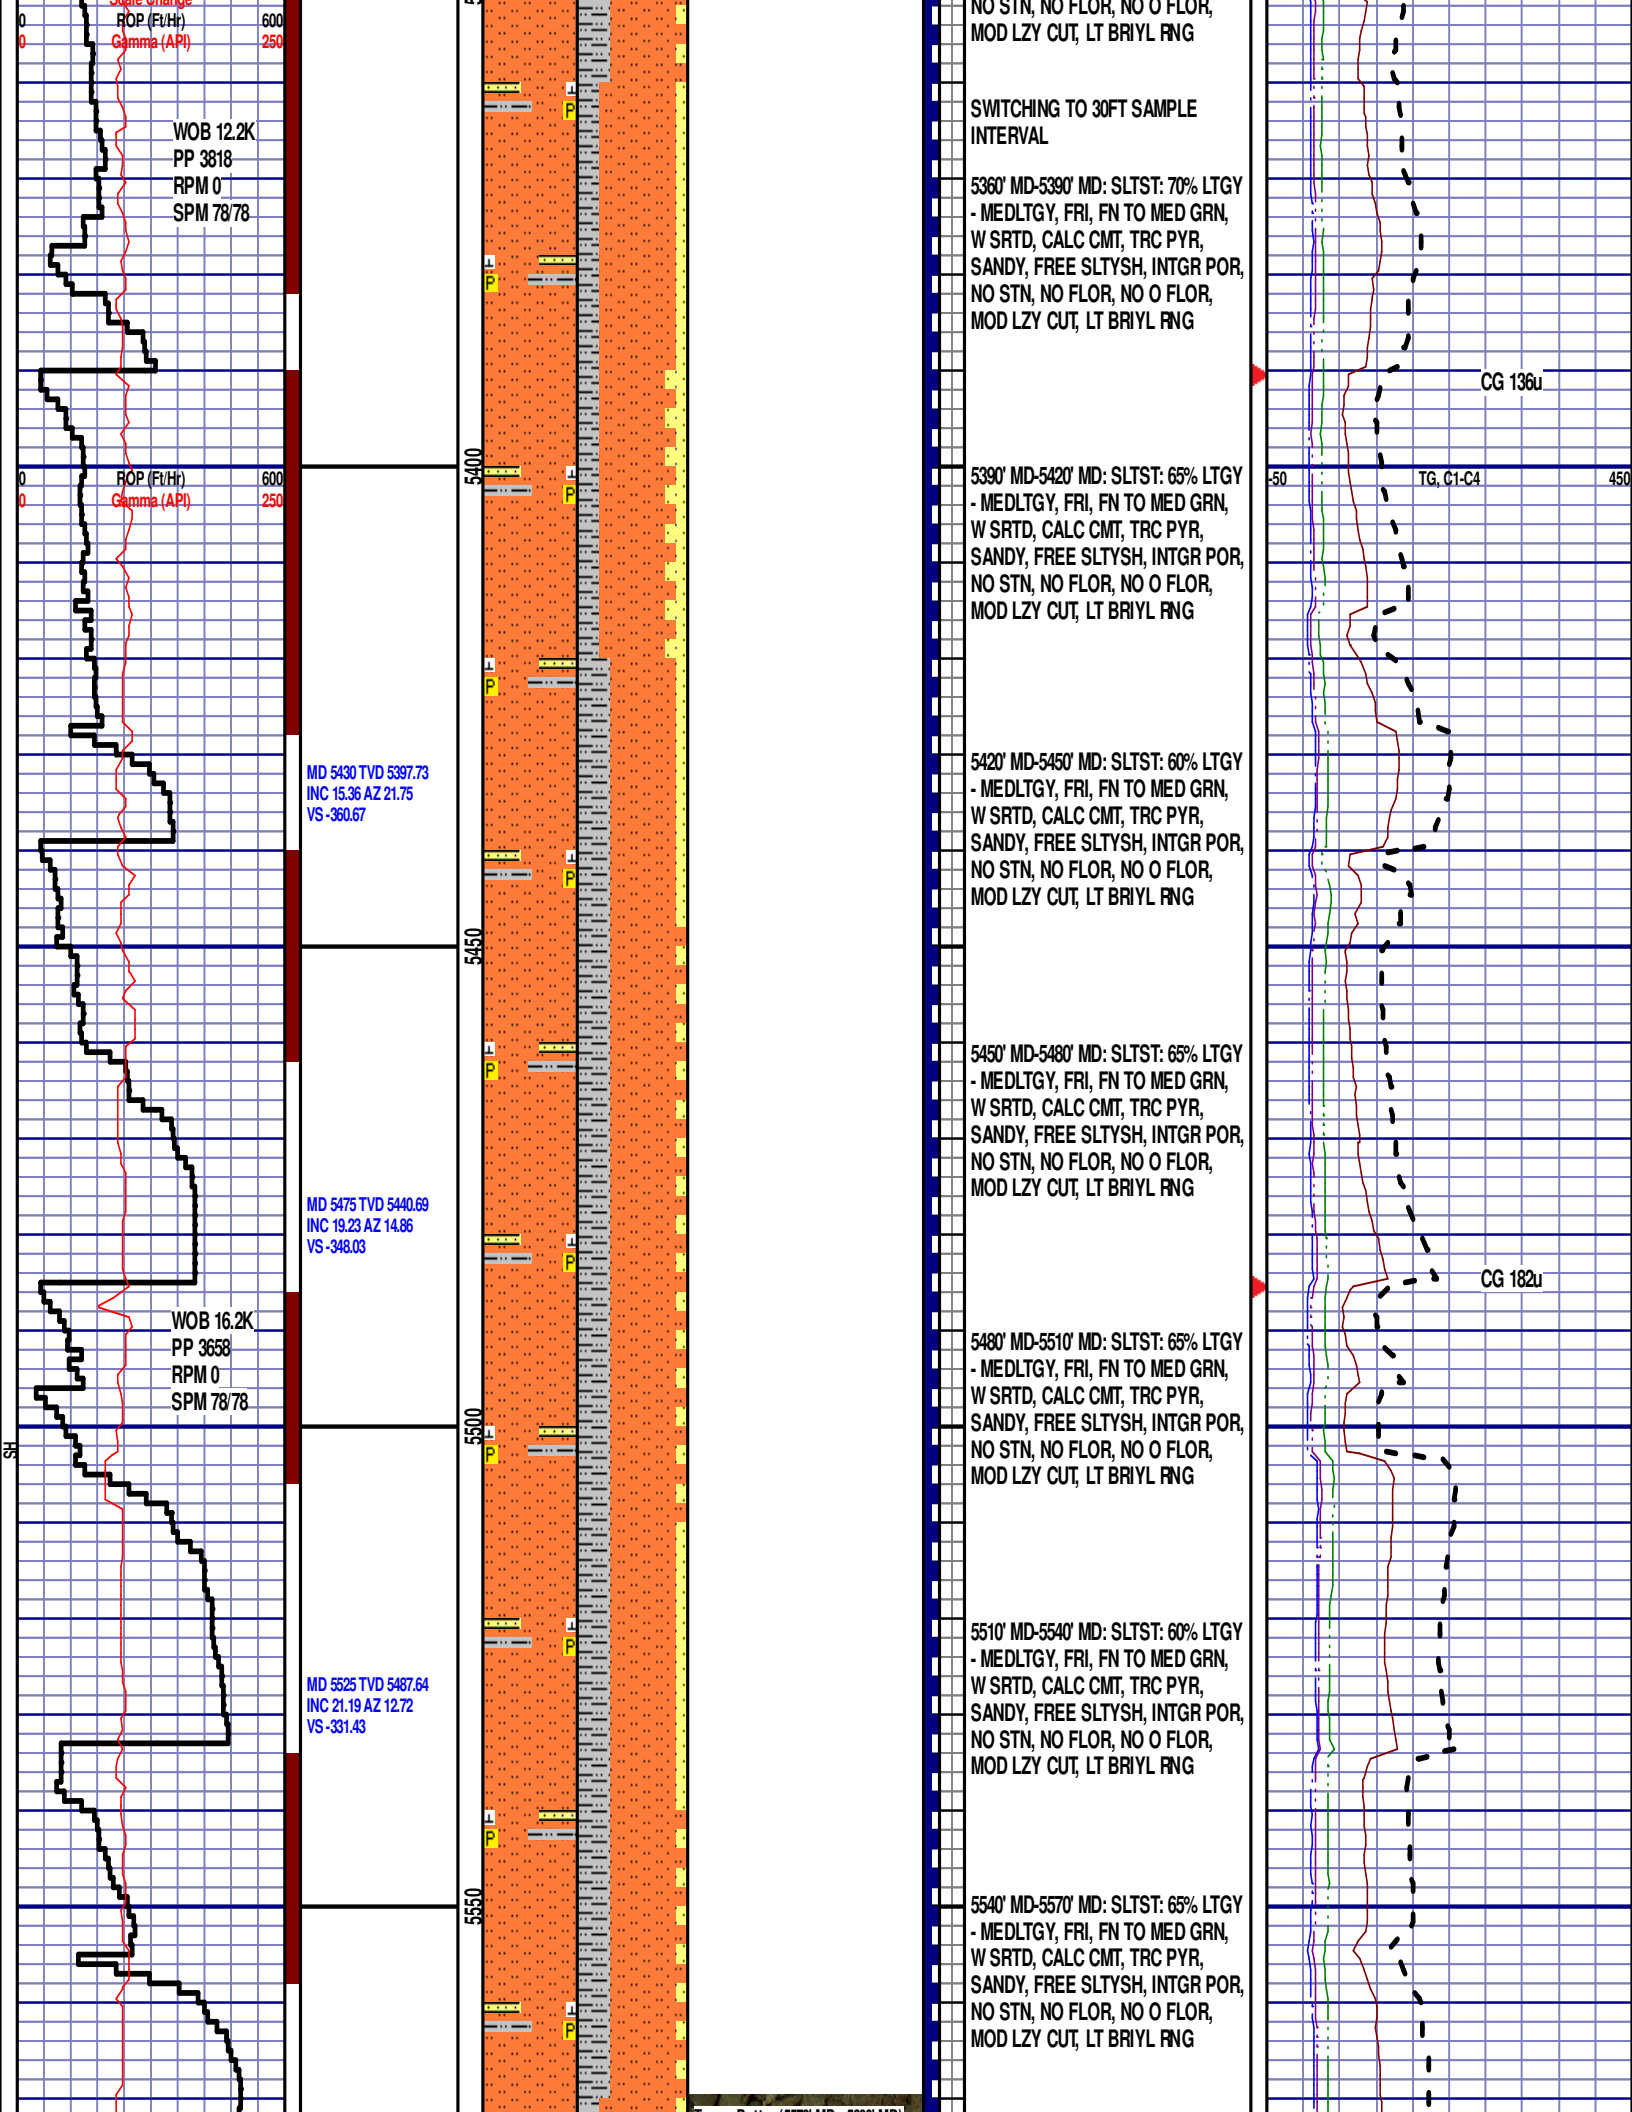 Scale Change
ROP (Ft/Hr)
0
600
Gamma (API)
0
250
WOB 12.2K
PP 3818
RPM 0
SPM 78/78
0
ROP (Ft/Hr)
600
0
Gamma (API)
250
WOB 16.2K
PP 3658
RPM 0
SPM 78/78
HS
MD 5430 TVD 5397.73
INC 15.36 AZ 21.75
VS -360.67
MD 5475 TVD 5440.69
INC 19.23 AZ 14.86
VS -348.03
MD 5525 TVD 5487.64
INC 21.19 AZ 12.72
VS -331.43
5400
5450
5500
5550
NO STN, NO FLOR, NO O FLOR,
MOD LZY CUT, LT BRIYL RNG
SWITCHING TO 30FT SAMPLE
INTERVAL
5360' MD-5390' MD: SLTST: 70% LTGY
- MEDLTGY, FRI, FN TO MED GRN,
W SRTD, CALC CMT, TRC PYR,
SANDY, FREE SLTYSH, INTGR POR,
NO STN, NO FLOR, NO O FLOR,
MOD LZY CUT, LT BRIYL RNG
5390' MD-5420' MD: SLTST: 65% LTGY
- MEDLTGY, FRI, FN TO MED GRN,
W SRTD, CALC CMT, TRC PYR,
SANDY, FREE SLTYSH, INTGR POR,
NO STN, NO FLOR, NO O FLOR,
MOD LZY CUT, LT BRIYL RNG
5420' MD-5450' MD: SLTST: 60% LTGY
- MEDLTGY, FRI, FN TO MED GRN,
W SRTD, CALC CMT, TRC PYR,
SANDY, FREE SLTYSH, INTGR POR,
NO STN, NO FLOR, NO O FLOR,
MOD LZY CUT, LT BRIYL RNG
5450' MD-5480' MD: SLTST: 65% LTGY
- MEDLTGY, FRI, FN TO MED GRN,
W SRTD, CALC CMT, TRC PYR,
SANDY, FREE SLTYSH, INTGR POR,
NO STN, NO FLOR, NO O FLOR,
MOD LZY CUT, LT BRIYL RNG
5480' MD-5510' MD: SLTST: 65% LTGY
- MEDLTGY, FRI, FN TO MED GRN,
W SRTD, CALC CMT, TRC PYR,
SANDY, FREE SLTYSH, INTGR POR,
NO STN, NO FLOR, NO O FLOR,
MOD LZY CUT, LT BRIYL RNG
5510' MD-5540' MD: SLTST: 60% LTGY
- MEDLTGY, FRI, FN TO MED GRN,
W SRTD, CALC CMT, TRC PYR,
SANDY, FREE SLTYSH, INTGR POR,
NO STN, NO FLOR, NO O FLOR,
MOD LZY CUT, LT BRIYL RNG
5540' MD-5570' MD: SLTST: 65% LTGY
- MEDLTGY, FRI, FN TO MED GRN,
W SRTD, CALC CMT, TRC PYR,
SANDY, FREE SLTYSH, INTGR POR,
NO STN, NO FLOR, NO O FLOR,
MOD LZY CUT, LT BRIYL RNG
CG 136u
-50
TG, C1-C4
450
CG 182u